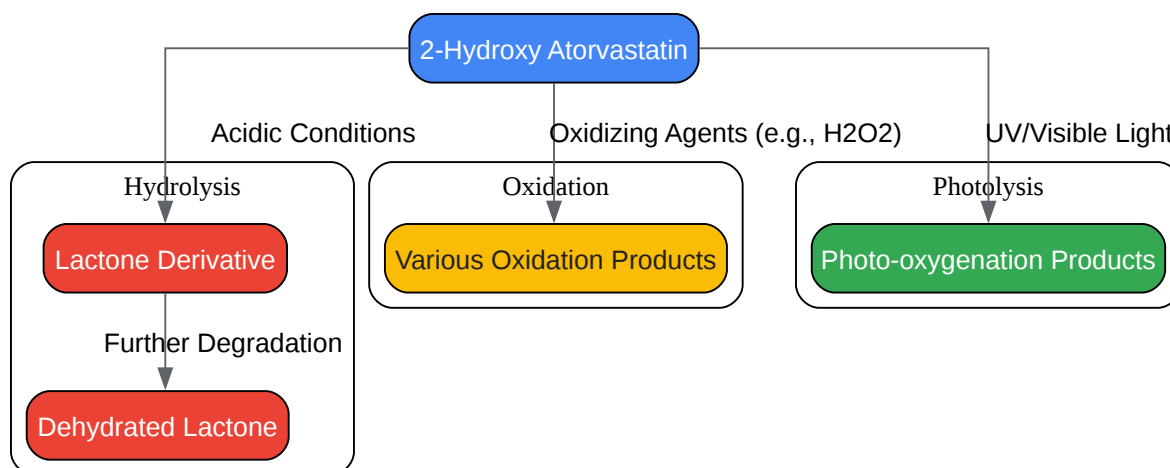 2-Hydroxy Atorvastatin
Acidic Conditions
Oxidizing Agents (e.g., H2O2)
UV/Visible Light
Hydrolysis
Oxidation
Photolysis
Lactone Derivative
Various Oxidation Products
Photo-oxygenation Products
Further Degradation
Dehydrated Lactone